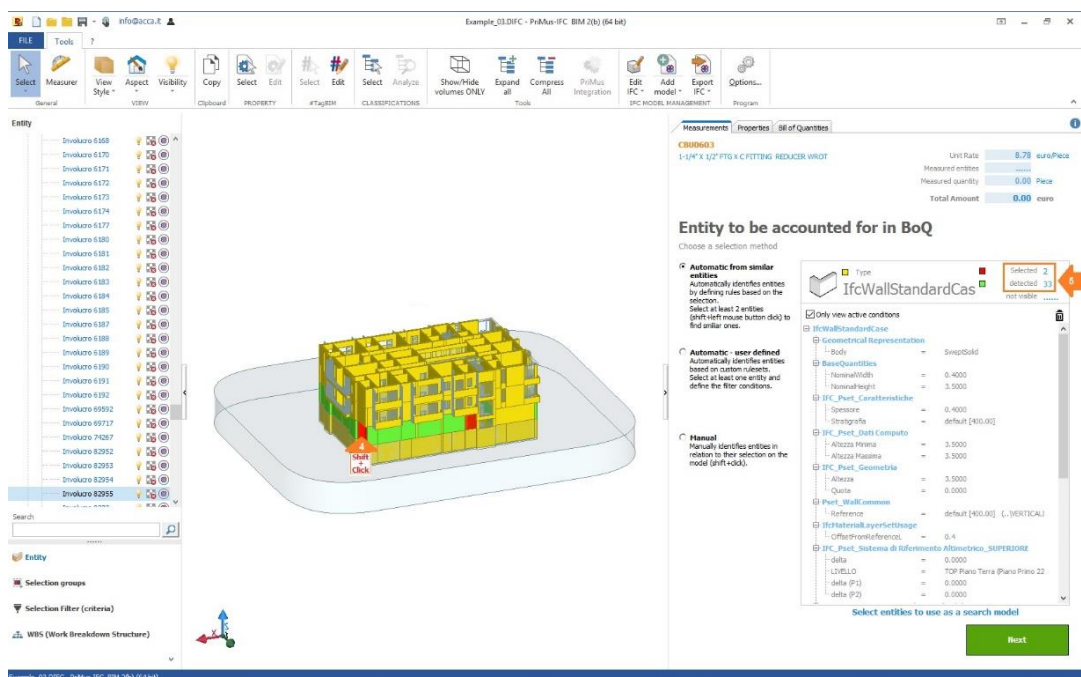 info@acca.it
Example_03.DIFC - PriMus-IFC BIM 2(b) (64 bit)
FILE
Tools
?
Select
Measurer
View Style
Aspect
Visibility
Copy
Select
Edit
Select
Edit
Select
Analyze
Show/Hide volumes ONLY
Expand all
Compress All
PriMus Integration
Edit IFC
Add model
Export IFC
Options...
General
VIEW
Clipboard
PROPERTY
#TagBIM
CLASSIFICATIONS
Tools
IFC MODEL MANAGEMENT
Program
Entity
Involucro 6168
Involucro 6170
Involucro 6171
Involucro 6172
Involucro 6173
Involucro 6174
Involucro 6177
Involucro 6180
Involucro 6181
Involucro 6182
Involucro 6183
Involucro 6184
Involucro 6185
Involucro 6187
Involucro 6188
Involucro 6189
Involucro 6190
Involucro 6191
Involucro 6192
Involucro 69592
Involucro 69717
Involucro 74267
Involucro 82952
Involucro 82953
Involucro 82954
Involucro 82955
Search
Entity
Selection groups
Selection Filter (criteria)
WBS (Work Breakdown Structure)
4
Shift
+
Click
X
Measurements
Properties
Bill of Quantities
CBU0603
1-1/4" X 1/2" FTG X C FITTING REDUCER WROT
Unit Rate 8.78 euro/Piece
Measured entities ......
Measured quantity 0.00 Piece
Total Amount 0.00 euro
Entity to be accounted for in BoQ
Choose a selection method
Automatic from similar entities
Automatically identifies entities
by defining rules based on the
selection.
Select at least 2 entities
(shift+left mouse button click) to
find similar ones.
Automatic - user defined
Automatically identifies entities
based on custom rulesets.
Select at least one entity and
define the filter conditions.
Manual
Manually identifies entities in
relation to their selection on the
model (shift+click).
Type
IfcWallStandardCas
Selected 2
detected 33
not visible ......
Only view active conditions
IfcWallStandardCase
Geometrical Representation
Body = SweptSolid
BaseQuantities
NominalWidth = 0.4000
NominalHeight = 3.5000
IFC_Pset_Caratteristiche
Spessore = 0.4000
Stratigrafia = default [400.00]
IFC_Pset_Dati Computo
Altezza Minima = 3.5000
Altezza Massima = 3.5000
IFC_Pset_Geometria
Altezza = 3.5000
Quota = 0.0000
Pset_WallCommon
Reference = default [400.00] (...\VERTICALI
IfcMaterialLayerSetUsage
OffsetFromReferenceL = 0.4
IFC_Pset_Sistema di Riferimento Altimetrico_SUPERIORE
delta = 0.0000
LIVELLO = TOP Piano Terra (Piano Primo 22
delta (P1) = 0.0000
delta (P2) = 0.0000
Select entities to use as a search model
Next